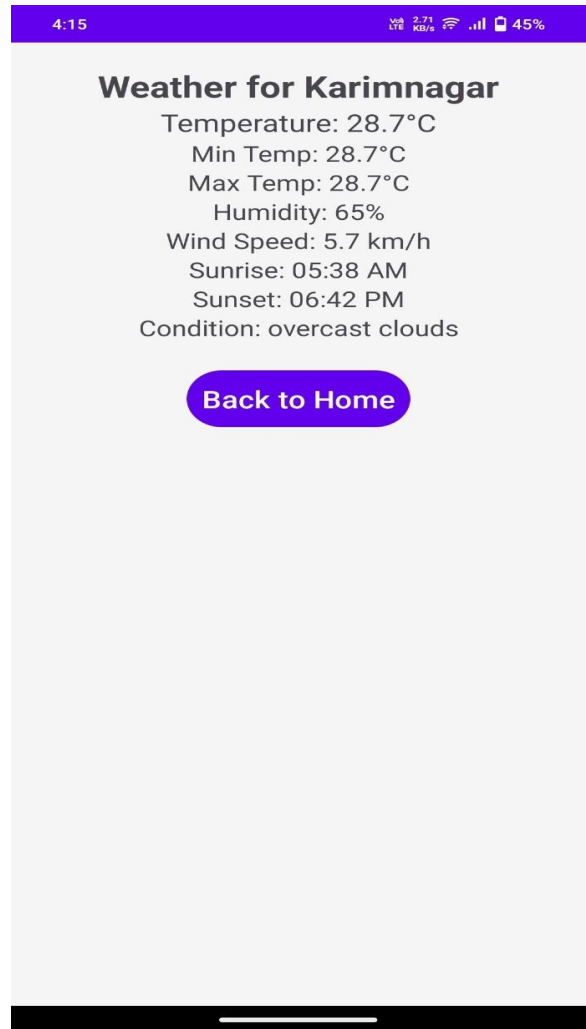 4:15 Vo) LTE 2.71 KB/s 45%
Weather for Karimnagar
Temperature: 28.7°C
Min Temp: 28.7°C
Max Temp: 28.7°C
Humidity: 65%
Wind Speed: 5.7 km/h
Sunrise: 05:38 AM
Sunset: 06:42 PM
Condition: overcast clouds
Back to Home